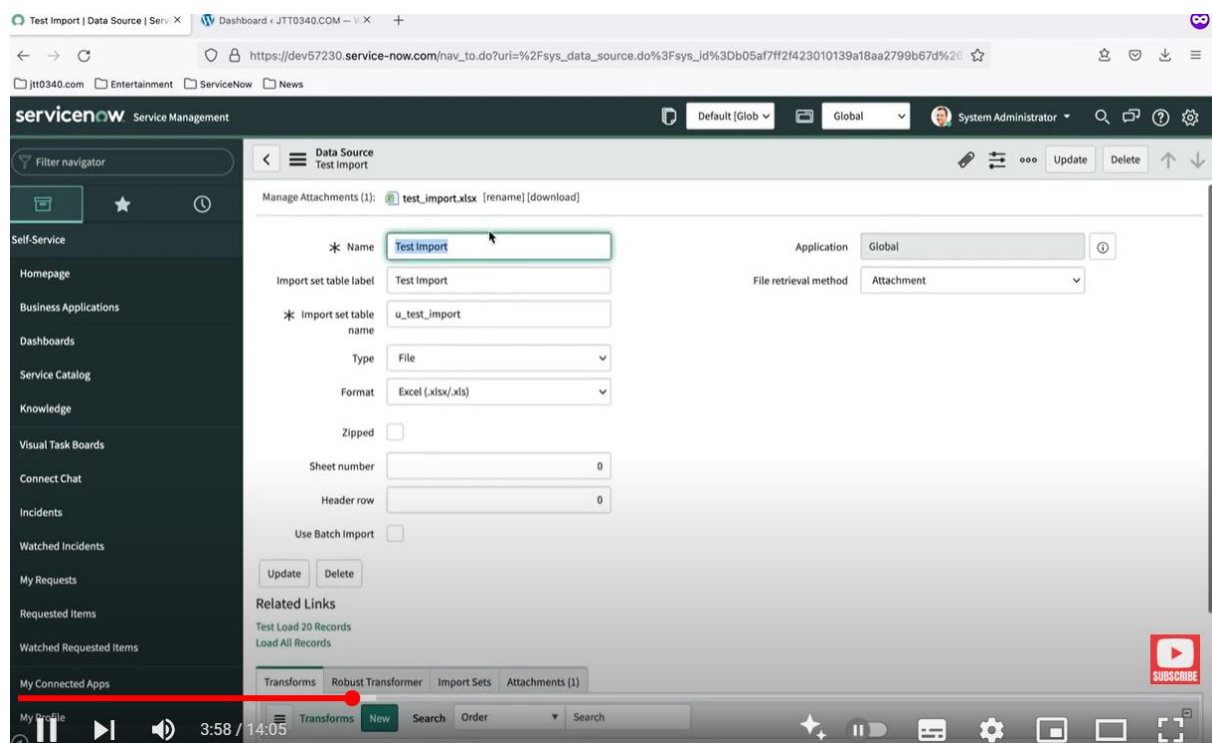 Test Import | Data Source | Serv
Dashboard ‹ JTT0340.COM — V
https://dev57230.service-now.com/nav_to.do?uri=%2Fsys_data_source.do%3Fsys_id%3Db05af7ff2f423010139a18aa2799b67d%26
jtt0340.com Entertainment ServiceNow News
servicenow Service Management
Default [Glob
Global
System Administrator
Filter navigator
Data Source
Test Import
Update
Delete
Manage Attachments (1): test_import.xlsx [rename] [download]
Self-Service
Homepage
Business Applications
Dashboards
Service Catalog
Knowledge
Visual Task Boards
Connect Chat
Incidents
Watched Incidents
My Requests
Requested Items
Watched Requested Items
My Connected Apps
My Profile
Name Test Import
Import set table label Test Import
Import set table
name
u_test_import
Type File
Format Excel (.xlsx/.xls)
Zipped
Sheet number 0
Header row 0
Use Batch Import
Application Global
File retrieval method Attachment
Update Delete
Related Links
Test Load 20 Records
Load All Records
Transforms Robust Transformer Import Sets Attachments (1)
Transforms New Search Order Search
SUBSCRIBE
3:58 / 14:05